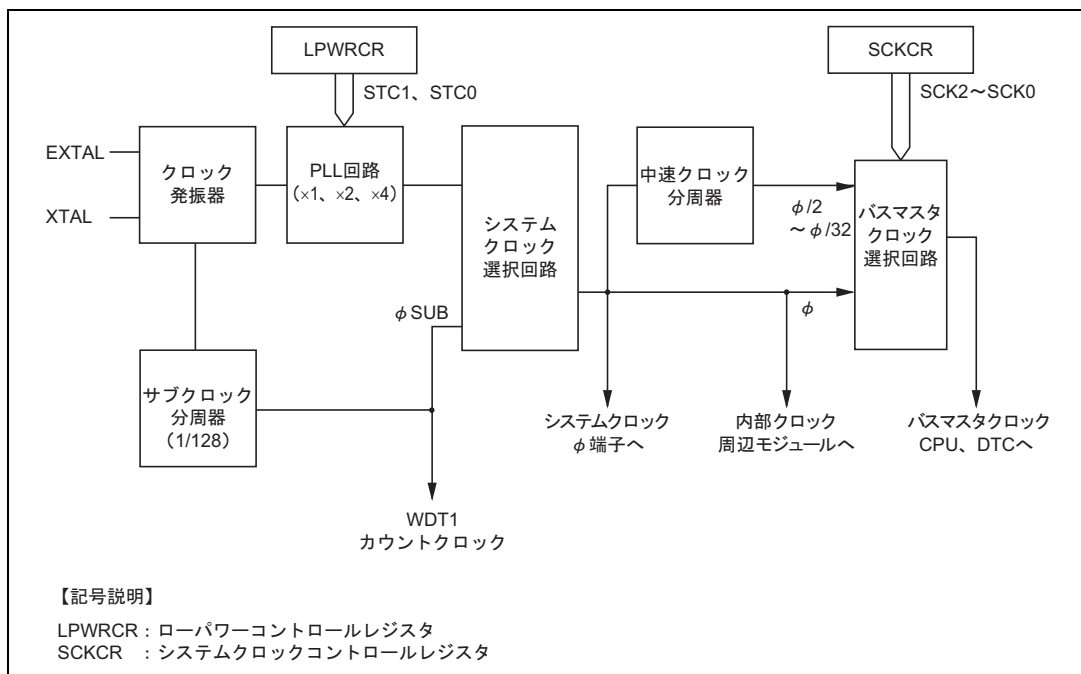 LPWRCR
SCKCR
STC1、STC0
SCK2～SCK0
EXTAL
XTAL
クロック
発振器
PLL回路
（×1、×2、×4）
システム
クロック
選択回路
中速クロック
分周器
φ/2
～φ/32
バスマスタ
クロック
選択回路
φ
φSUB
サブクロック
分周器
（1/128）
システムクロック
φ端子へ
内部クロック
周辺モジュールへ
バスマスタクロック
CPU、DTCへ
WDT1
カウントクロック
【記号説明】
LPWRCR：ローパワーコントロールレジスタ
SCKCR ：システムクロックコントロールレジスタ